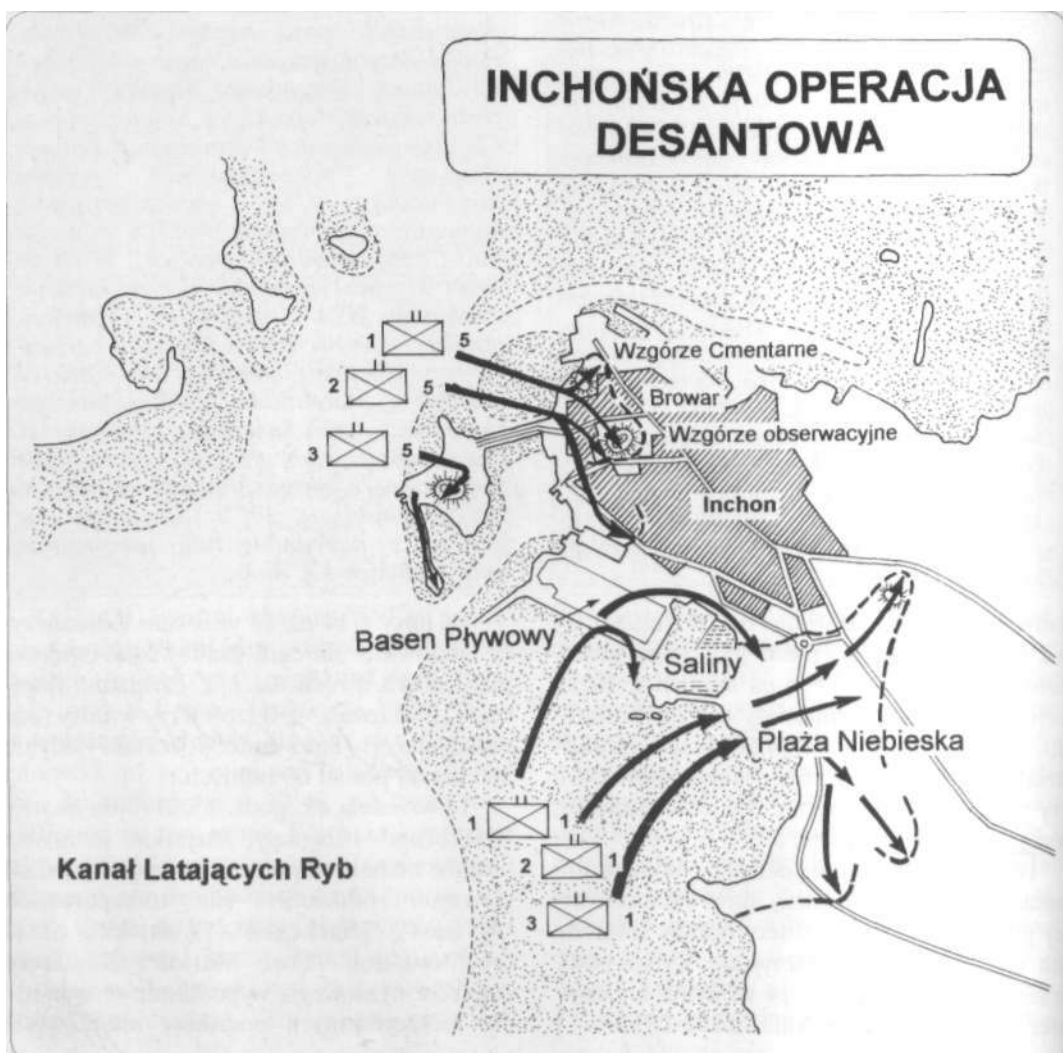 INCHOŃSKA OPERACJA
DESANTOWA
1 5
Wzgórze Cmentarne
2 5
Browar
3 5
Wzgórze obserwacyjne
Inchon
Basen Pływowy
Saliny
Plaża Niebieska
1 1
2 1
3 1
Kanał Latających Ryb